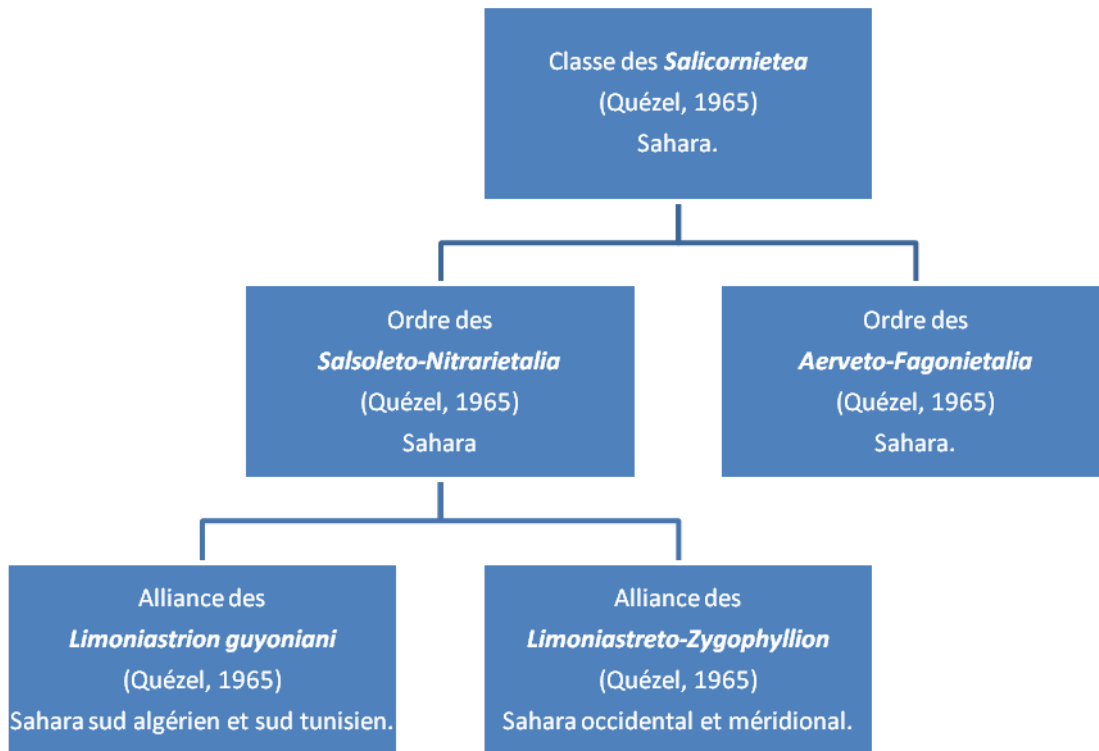 Classe des Salicornietea
(Quézel, 1965)
Sahara.
Ordre des
Salsoleto-Nitrarietalia
(Quézel, 1965)
Sahara
Ordre des
Aerveto-Fagonietalia
(Quézel, 1965)
Sahara.
Alliance des
Limoniastrion guyoniani
(Quézel, 1965)
Sahara sud algérien et sud tunisien.
Alliance des
Limoniastreto-Zygophyllion
(Quézel, 1965)
Sahara occidental et méridional.